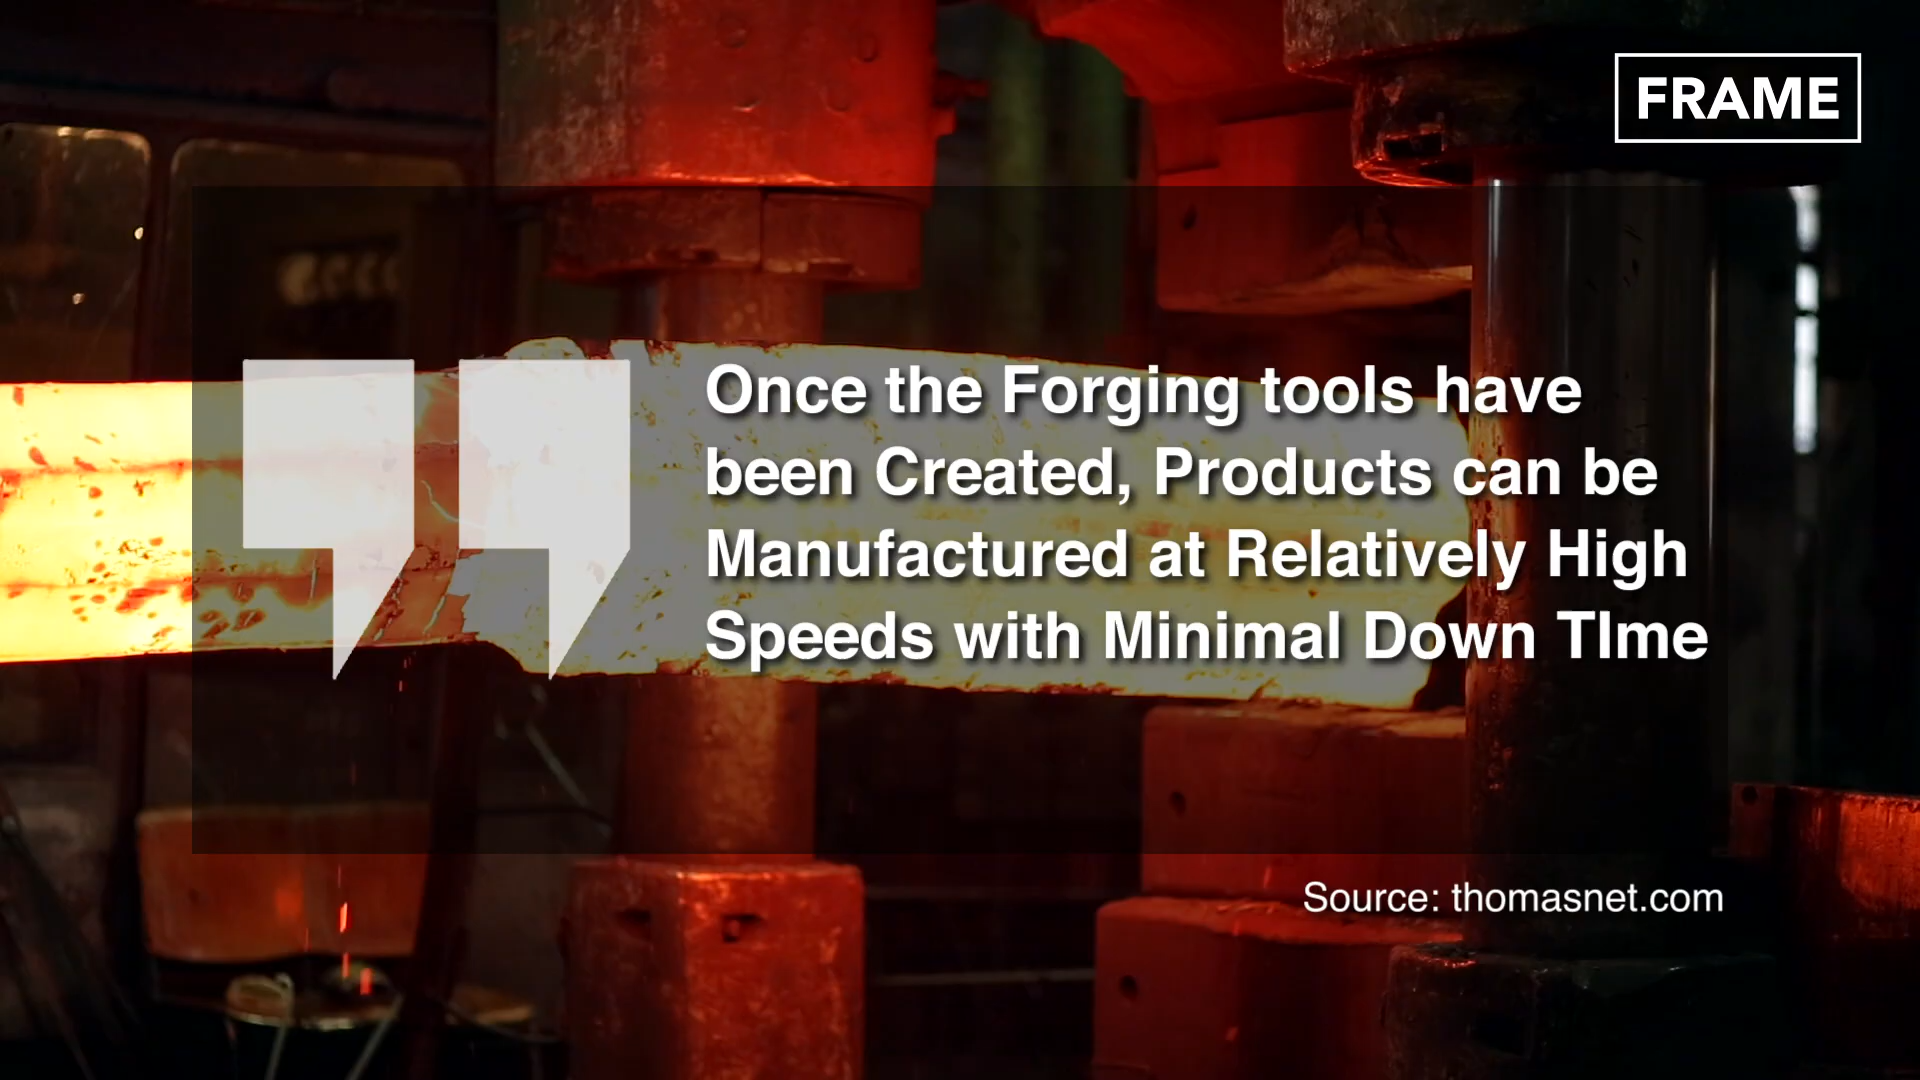 FRAME
Once the Forging tools have
been Created, Products can be
Manufactured at Relatively High
Speeds with Minimal Down TIme
Source: thomasnet.com